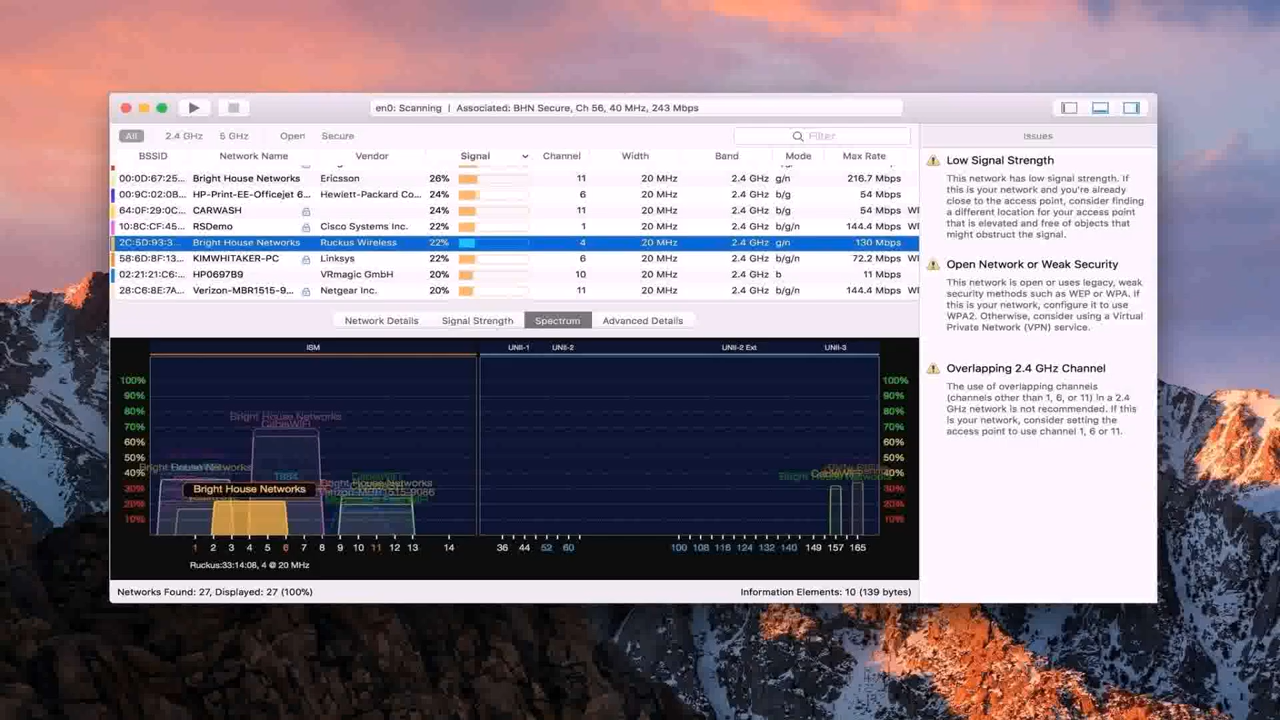 en0: Scanning | Associated: BHN Secure, Ch 56, 40 MHz, 243 Mbps
All 2.4 GHz 5 GHz Open Secure Filter
BSSID Network Name Vendor Signal Channel Width Band Mode Max Rate
00:0D:67:25... Bright House Networks Ericsson 26% 11 20 MHz 2.4 GHz g/n 216.7 Mbps
00:9C:02:0B... HP-Print-EE-Officejet 6... Hewlett-Packard Co... 24% 6 20 MHz 2.4 GHz b/g 54 Mbps
64:0F:29:0C... CARWASH 24% 11 20 MHz 2.4 GHz b/g 54 Mbps
10:8C:CF:45... RSDemo Cisco Systems Inc. 22% 1 20 MHz 2.4 GHz b/g/n 144.4 Mbps
2C:5D:93:3... Bright House Networks Ruckus Wireless 22% 4 20 MHz 2.4 GHz g/n 130 Mbps
58:6D:8F:13... KIMWHITAKER-PC Linksys 22% 6 20 MHz 2.4 GHz b/g/n 72.2 Mbps
02:21:21:C6:... HP0697B9 VRmagic GmbH 20% 10 20 MHz 2.4 GHz b 11 Mbps
28:C6:8E:7A... Verizon-MBR1515-9... Netgear Inc. 20% 11 20 MHz 2.4 GHz b/g/n 144.4 Mbps
Network Details Signal Strength Spectrum Advanced Details
ISM UNII-1 UNII-2 UNII-2 Ext UNII-3
100% 100%
90% 90%
80% 80%
Bright House Networks
70% 70%
60% 60%
50% 50%
40% 40%
Bright House Networks
30% 30%
20% 20%
10% 10%
1 2 3 4 5 6 7 8 9 10 11 12 13 14 36 44 52 60 100 108 116 124 132 140 149 157 165
Ruckus:33:14:08, 4 @ 20 MHz
Networks Found: 27, Displayed: 27 (100%) Information Elements: 10 (139 bytes)
Issues
Low Signal Strength
This network has low signal strength. If
this is your network and you're already
close to the access point, consider finding
a different location for your access point
that is elevated and free of objects that
might obstruct the signal.
Open Network or Weak Security
This network is open or uses legacy, weak
security methods such as WEP or WPA. If
this is your network, configure it to use
WPA2. Otherwise, consider using a Virtual
Private Network (VPN) service.
Overlapping 2.4 GHz Channel
The use of overlapping channels
(channels other than 1, 6, or 11) in a 2.4
GHz network is not recommended. If this
is your network, consider setting the
access point to use channel 1, 6 or 11.